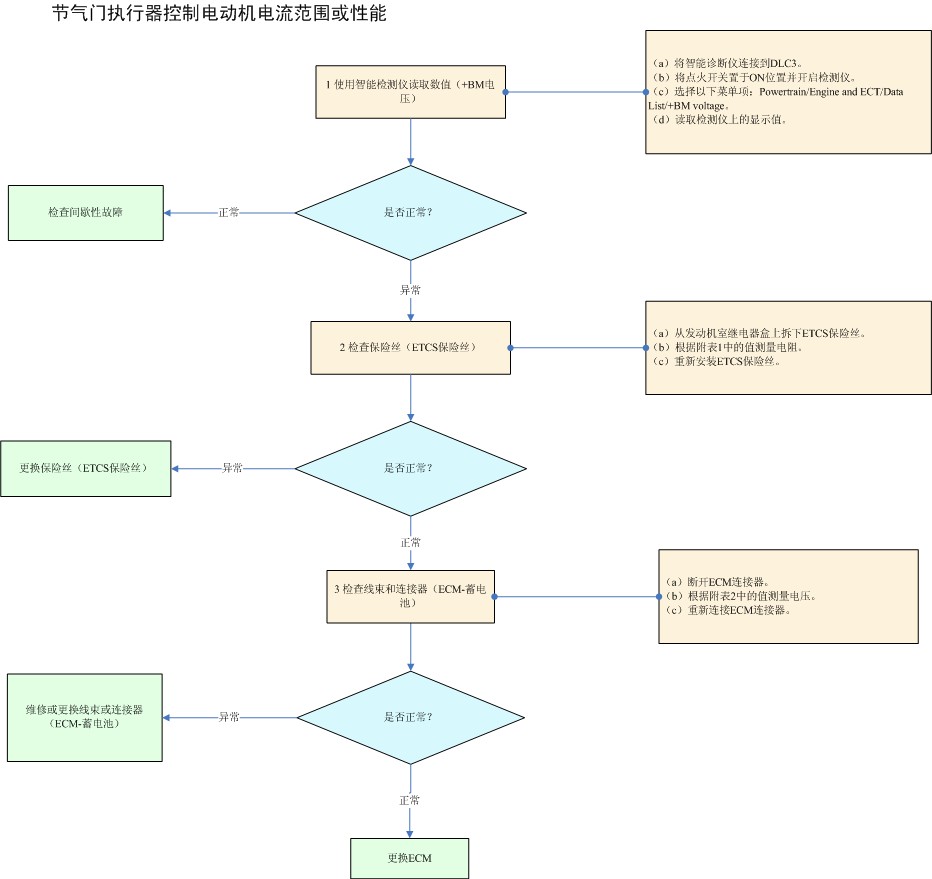 节气门执行器控制电动机电流范围或性能
1 使用智能检测仪读取数值（+BM电
压）
（a）将智能诊断仪连接到DLC3。
（b）将点火开关置于ON位置并开启检测仪。
（c）选择以下菜单项：Powertrain/Engine and ECT/Data
List/+BM voltage。
（d）读取检测仪上的显示值。
检查间歇性故障
正常
是否正常？
异常
2 检查保险丝（ETCS保险丝）
（a）从发动机室继电器盒上拆下ETCS保险丝。
（b）根据附表1中的值测量电阻。
（c）重新安装ETCS保险丝。
更换保险丝（ETCS保险丝）
异常
是否正常？
正常
3 检查线束和连接器（ECM-蓄电
池）
（a）断开ECM连接器。
（b）根据附表2中的值测量电压。
（c）重新连接ECM连接器。
维修或更换线束或连接器
（ECM-蓄电池）
异常
是否正常？
正常
更换ECM